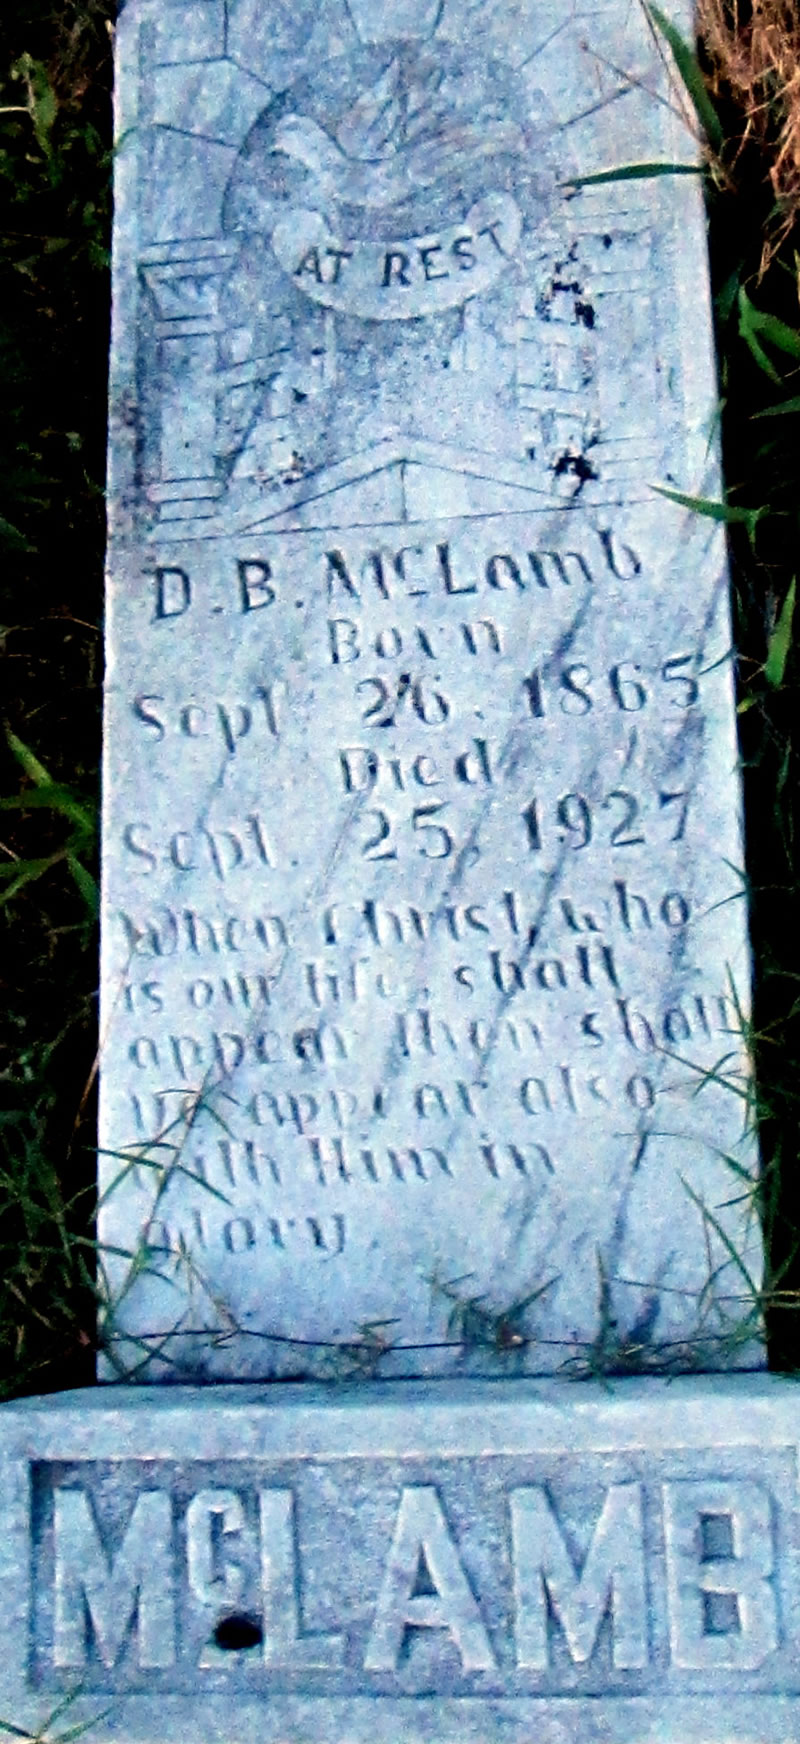 AT REST
D. B. McLamb
Born
Sept. 26, 1865
Died
Sept. 25, 1927
When Christ, who
is our life, shall
appear then shall
ye appear also
with Him in
glory.
McLAMB